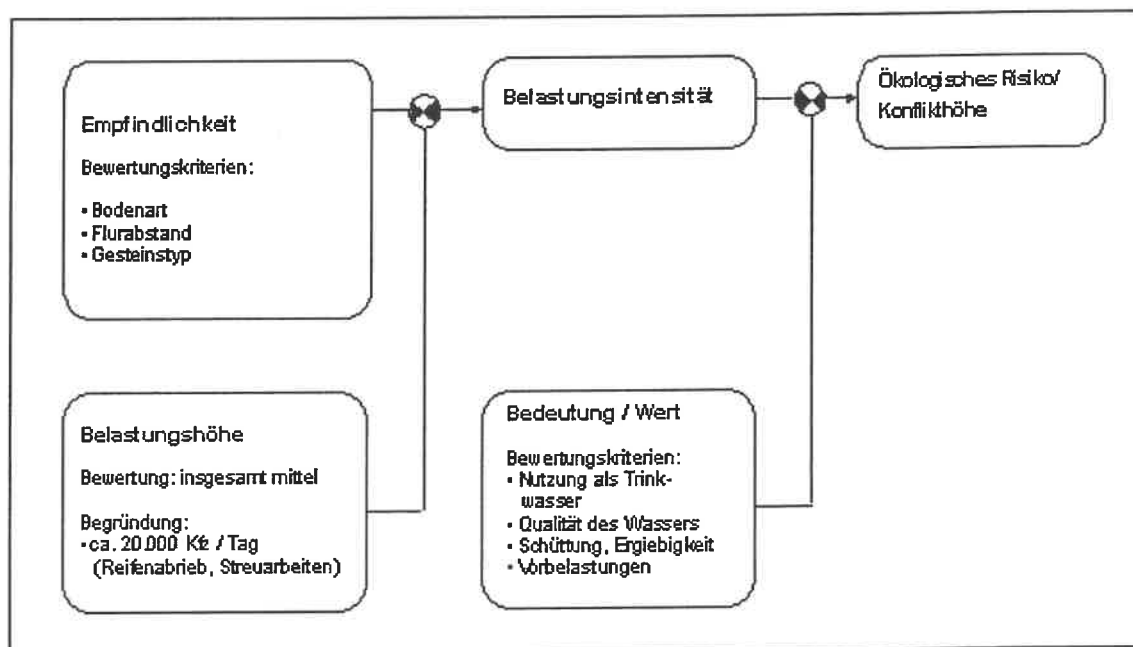 Empfindlichkeit
Bewertungskriterien:
• Bodenart
• Flurabstand
• Gesteinstyp
Belastungsintensität
Ökologisches Risiko/
Konflikthöhe
Belastungshöhe
Bewertung: insgesamt mittel
Begründung:
• ca. 20.000 Kfz / Tag
(Reifenabrieb, Streuarbeiten)
Bedeutung / Wert
Bewertungskriterien:
• Nutzung als Trink-
wasser
• Qualität des Wassers
• Schüttung, Ergiebigkeit
• Vorbelastungen